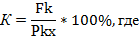 К = Fk / Pkx * 100%, где